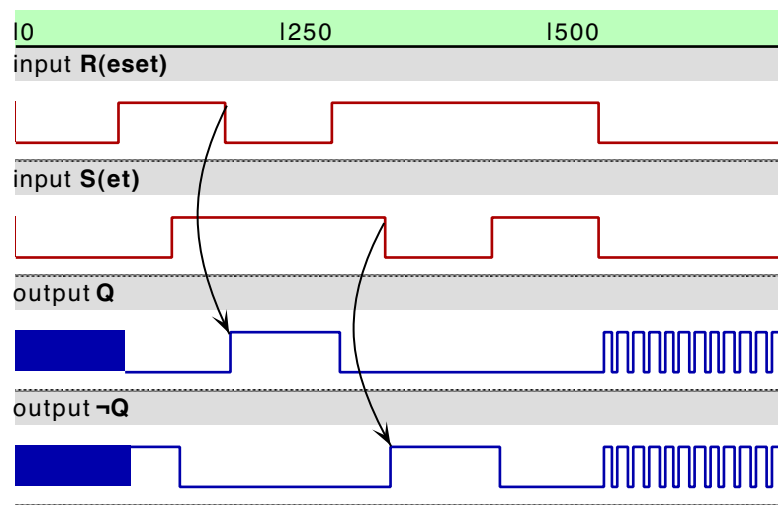 0 250 500
input R(eset)
input S(et)
output Q
output ¬Q